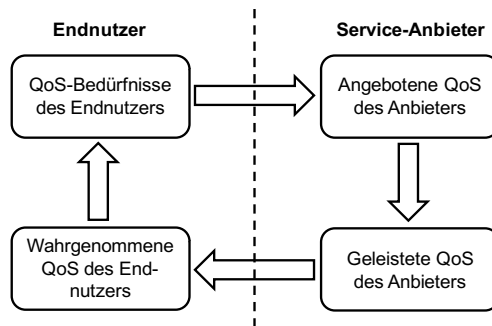 Endnutzer
Service-Anbieter
QoS-Bedürfnisse
des Endnutzers
Angebotene QoS
des Anbieters
Wahrgenommene
QoS des End-
nutzers
Geleistete QoS
des Anbieters